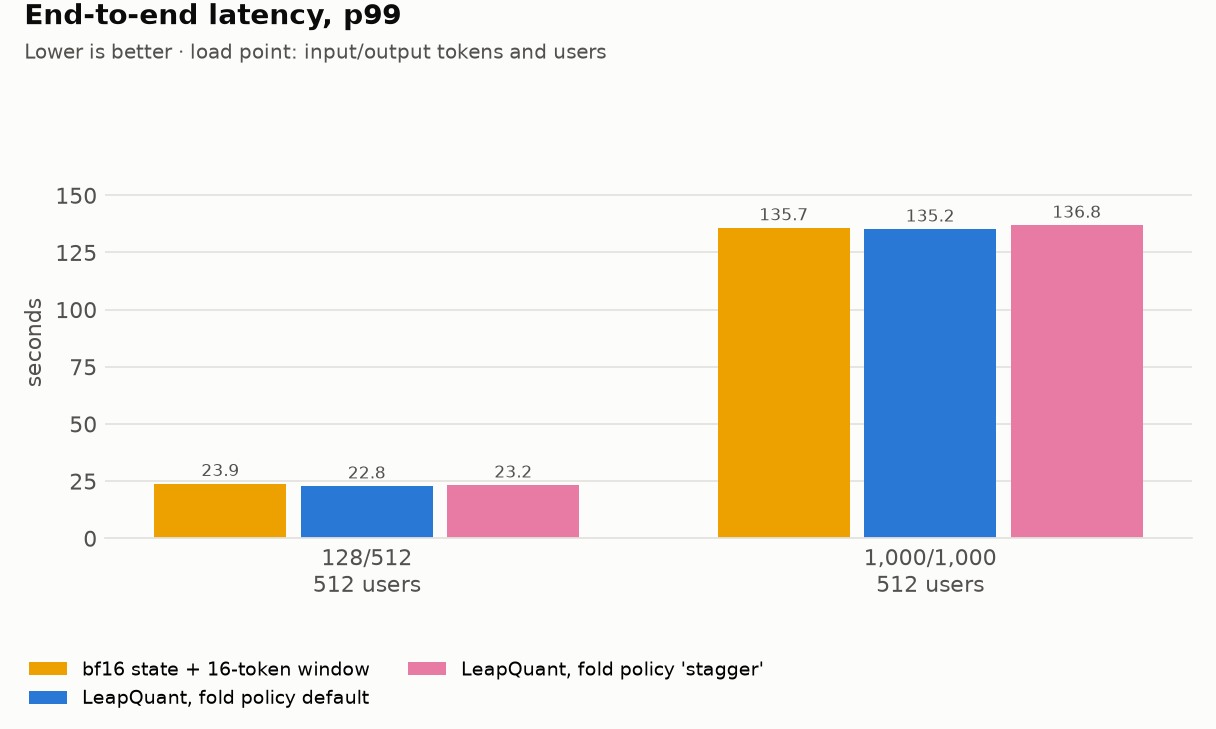 End-to-end latency, p99
Lower is better · load point: input/output tokens and users
seconds
150
125
100
75
50
25
0
23.9
22.8
23.2
135.7
135.2
136.8
128/512
512 users
1,000/1,000
512 users
bf16 state + 16-token window
LeapQuant, fold policy default
LeapQuant, fold policy 'stagger'